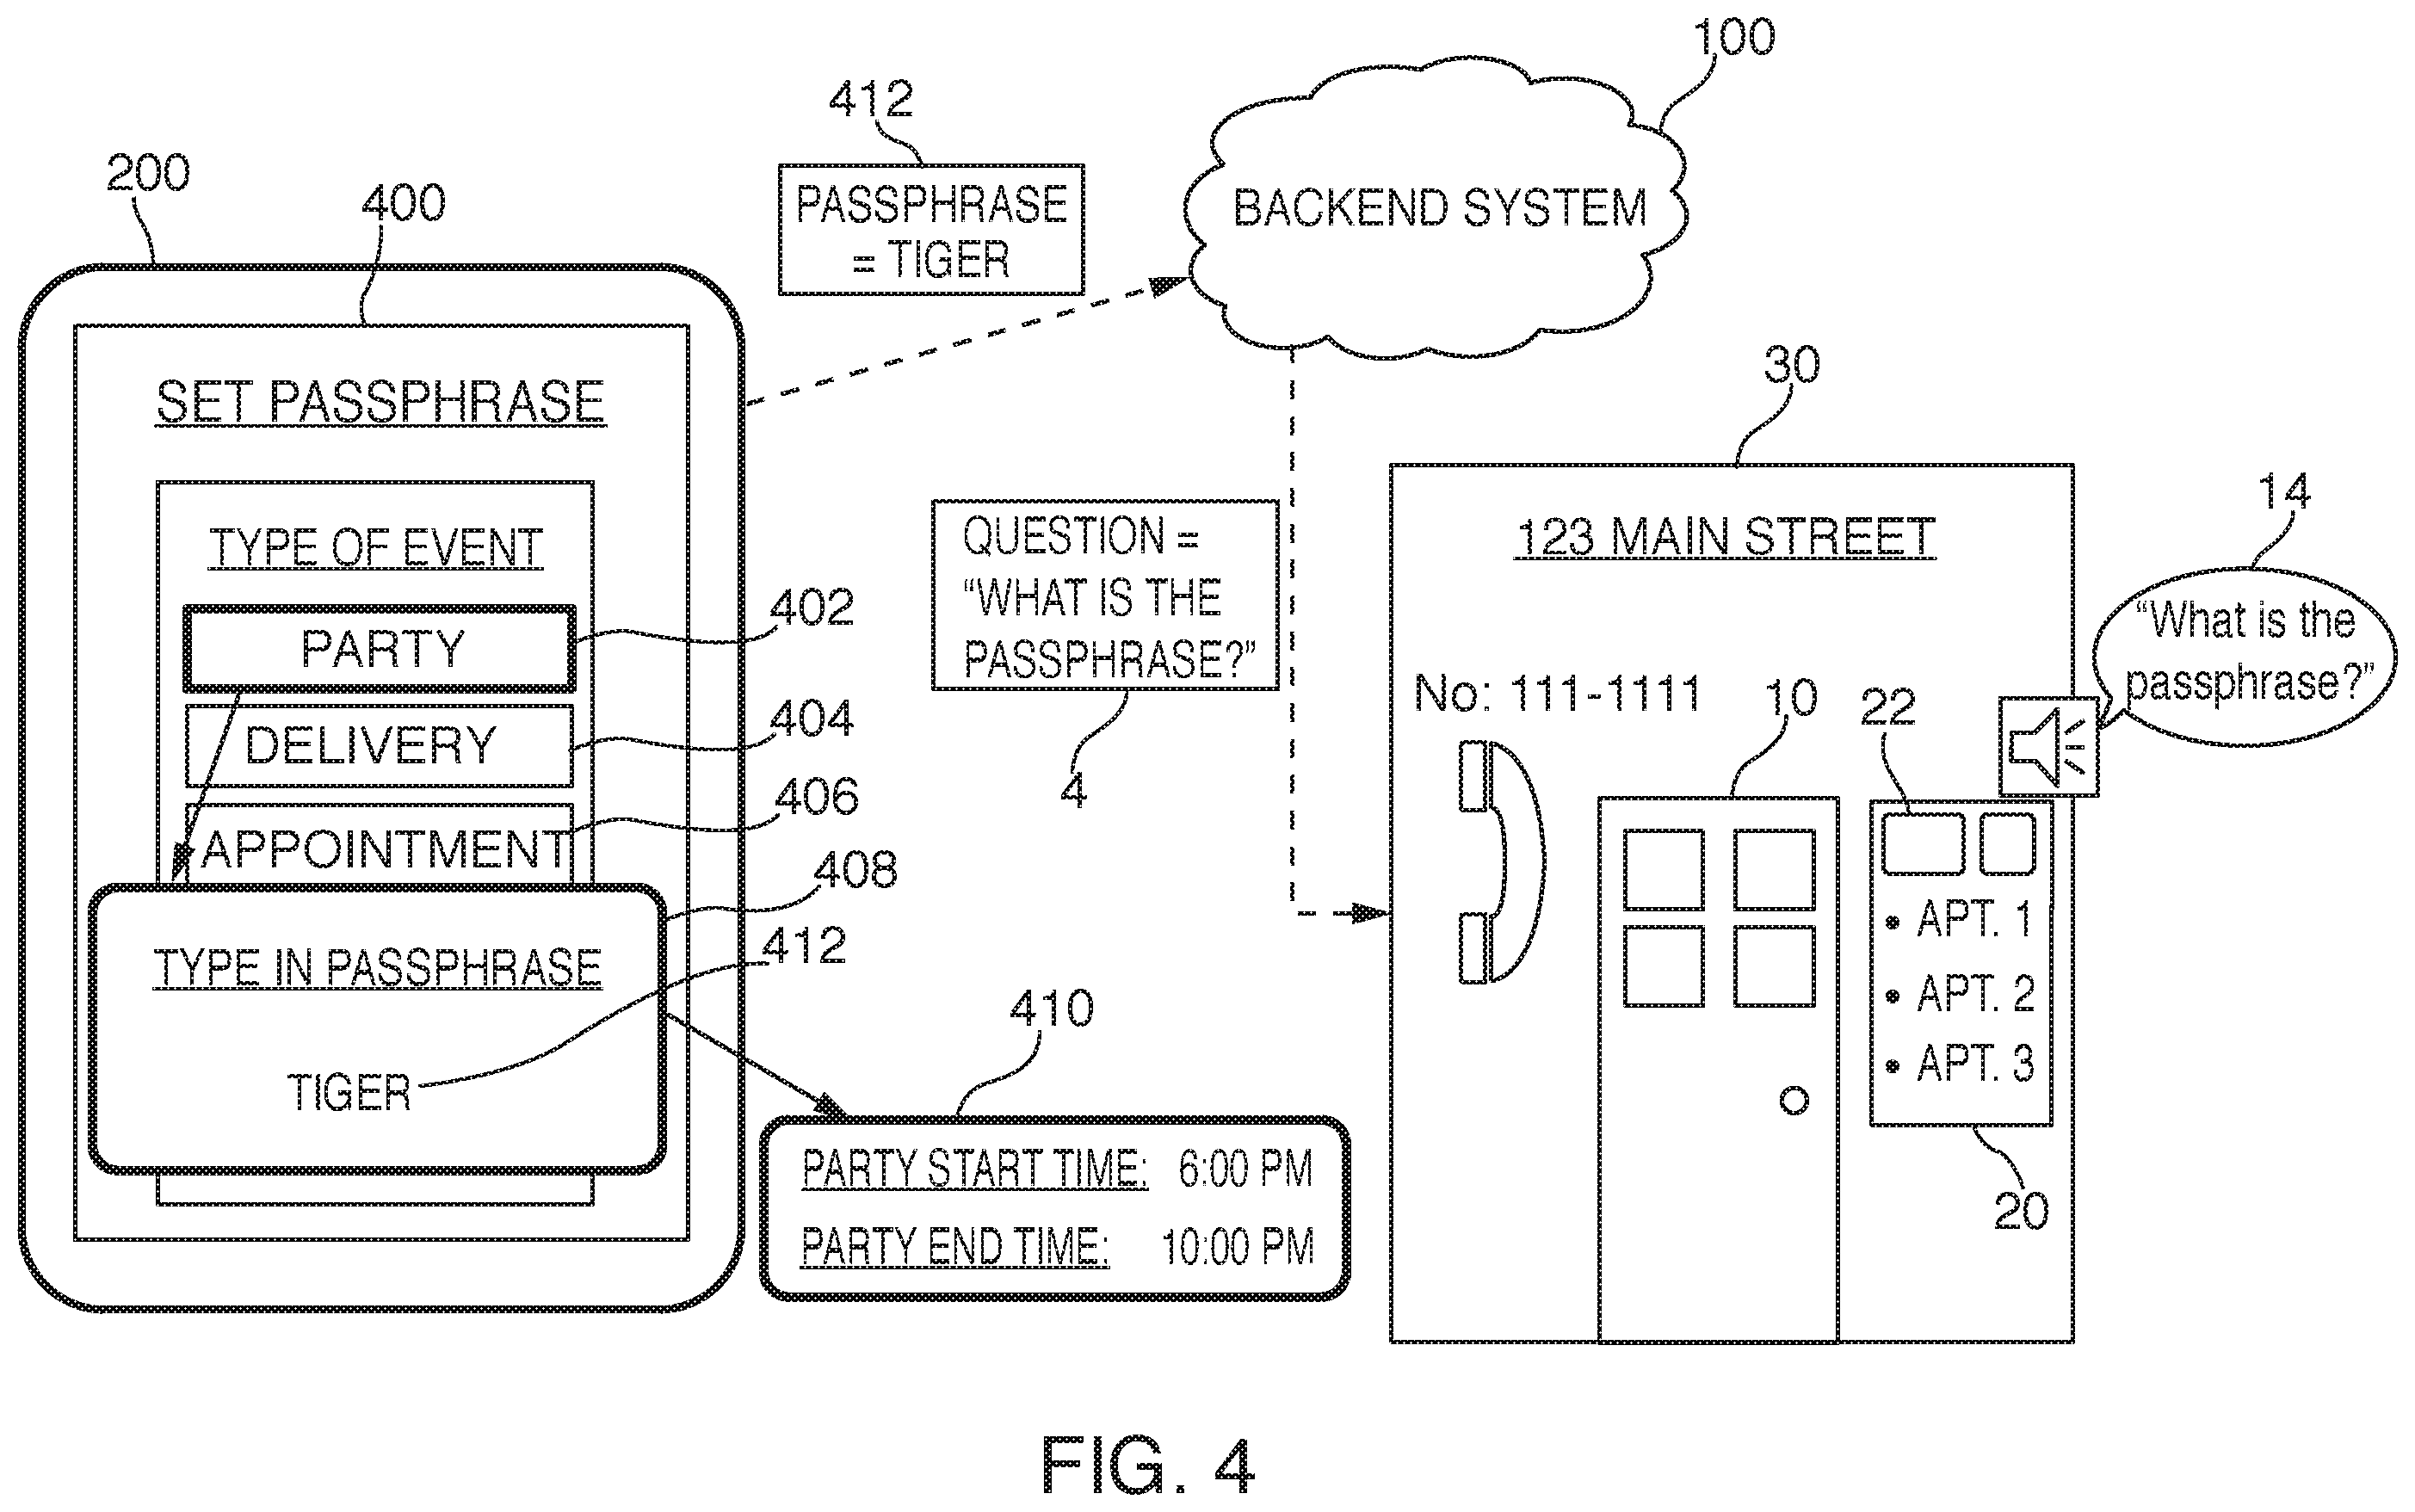 100
412
PASSPHRASE
= TIGER
BACKEND SYSTEM
200
400
SET PASSPHRASE
TYPE OF EVENT
PARTY
402
DELIVERY
404
APPOINTMENT
406
408
TYPE IN PASSPHRASE
412
TIGER
QUESTION =
“WHAT IS THE
PASSPHRASE?”
4
410
PARTY START TIME: 6:00 PM
PARTY END TIME: 10:00 PM
30
123 MAIN STREET
14
“What is the
passphrase?”
No: 111-1111
10
22
• APT. 1
• APT. 2
• APT. 3
20
FIG. 4